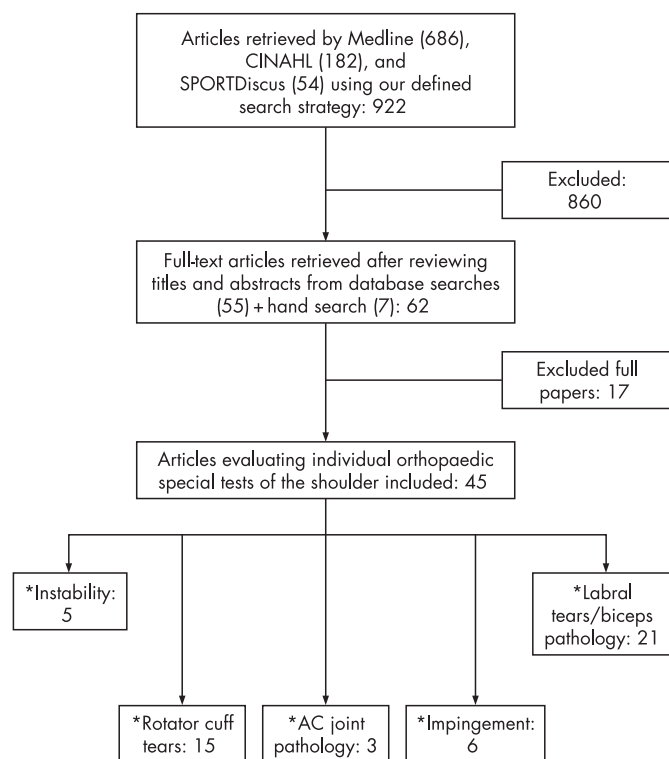 Articles retrieved by Medline (686),
CINAHL (182), and
SPORTDiscus (54) using our defined
search strategy: 922
Excluded:
860
Full-text articles retrieved after reviewing
titles and abstracts from database searches
(55) + hand search (7): 62
Excluded full
papers: 17
Articles evaluating individual orthopaedic
special tests of the shoulder included: 45
*Instability:
5
*Labral
tears/biceps
pathology: 21
*Rotator cuff
tears: 15
*AC joint
pathology: 3
*Impingement:
6